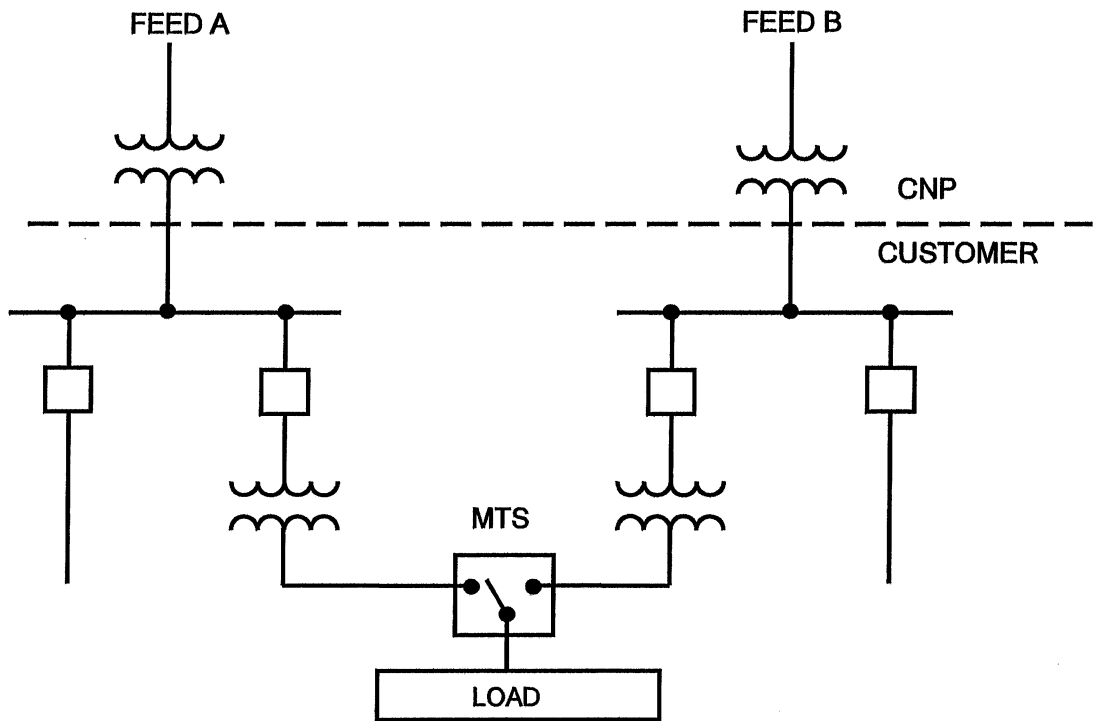 FEED A
FEED B
CNP
CUSTOMER
MTS
LOAD